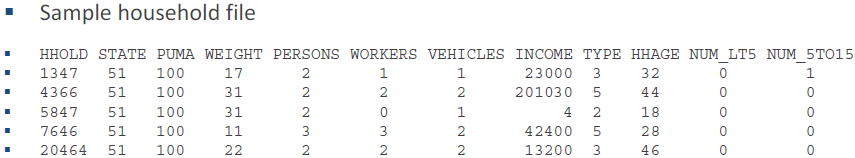 Sample household file
HHOLD STATE PUMA WEIGHT PERSONS WORKERS VEHICLES INCOME TYPE HHAGE NUM_LT5 NUM_5TO15
1347 51 100 17 2 1 1 23000 3 32 0 1
4366 51 100 31 2 2 2 201030 5 44 0 0
5847 51 100 31 2 0 1 4 2 18 0 0
7646 51 100 11 3 3 2 42400 5 28 0 0
20464 51 100 22 2 2 2 13200 3 46 0 0